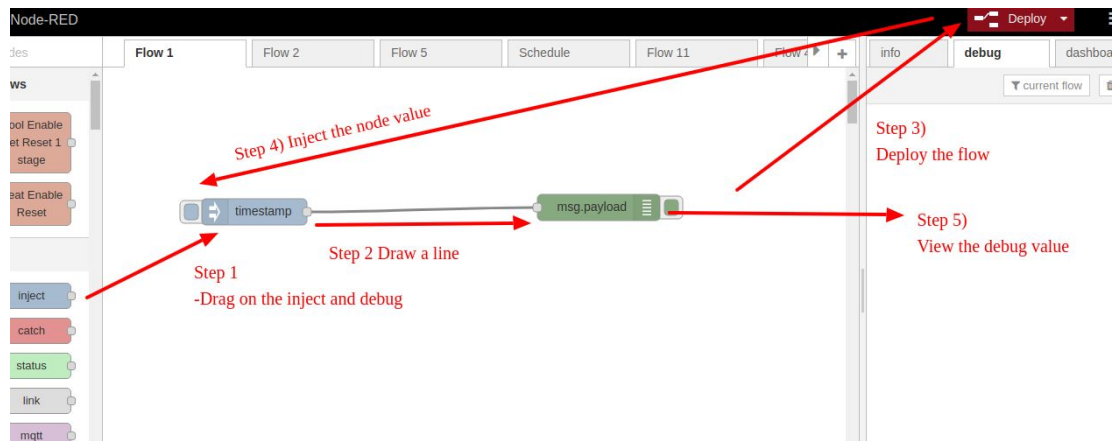 Node-RED
Deploy
des
Flow 1
Flow 2
Flow 5
Schedule
Flow 11
Flow
info
debug
dashboa
ws
current flow
ool Enable
et Reset 1
stage
eat Enable
Reset
inject
catch
status
link
mqtt
Step 4) Inject the node value
timestamp
msg.payload
Step 1
-Drag on the inject and debug
Step 2 Draw a line
Step 3)
Deploy the flow
Step 5)
View the debug value